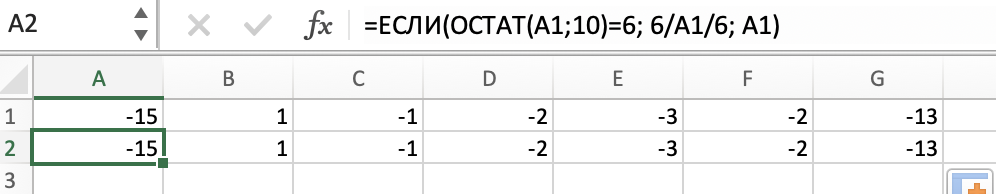 A2 fx =ЕСЛИ(ОСТАТ(A1;10)=6; 6/A1/6; A1)
A B C D E F G
1 -15 1 -1 -2 -3 -2 -13
2 -15 1 -1 -2 -3 -2 -13
3